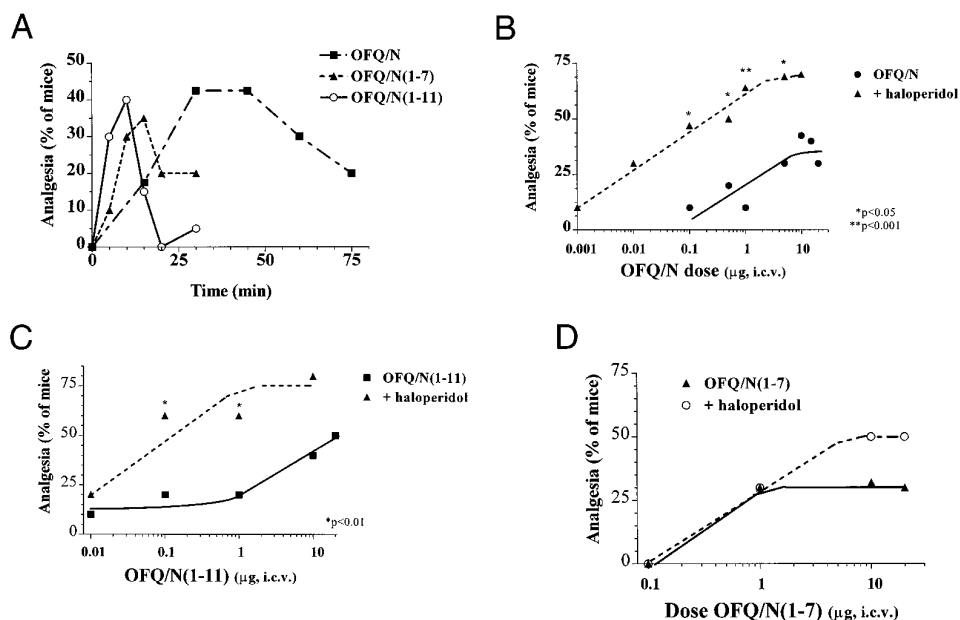 A
50
40
30
20
10
0
0 25 50 75
Analgesia (% of mice)
Time (min)
OFQ/N
OFQ/N(1-7)
OFQ/N(1-11)
B
75
50
25
0
0.001 0.01 0.1 1 10
Analgesia (% of mice)
OFQ/N dose (μg, i.c.v.)
* ** * *
*
OFQ/N
+ haloperidol
*p<0.05
**p<0.001
C
75
50
25
0
0.01 0.1 1 10
Analgesia (% of mice)
OFQ/N(1-11) (μg, i.c.v.)
* *
OFQ/N(1-11)
+ haloperidol
*p<0.01
D
75
50
25
0
0.1 1 10
Analgesia (% of mice)
Dose OFQ/N(1-7) (μg, i.c.v.)
OFQ/N(1-7)
+ haloperidol